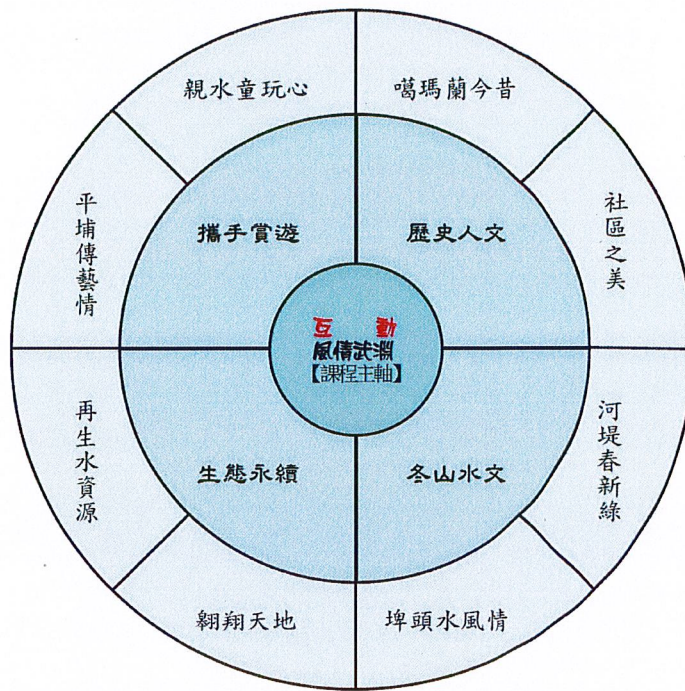 親水童玩心
噶瑪蘭今昔
平埔傳藝情
社區之美
攜手賞遊
歷史人文
互動
風情武淵
【課程主軸】
再生水資源
河堤春新綠
生態永續
冬山水文
翱翔天地
埤頭水風情